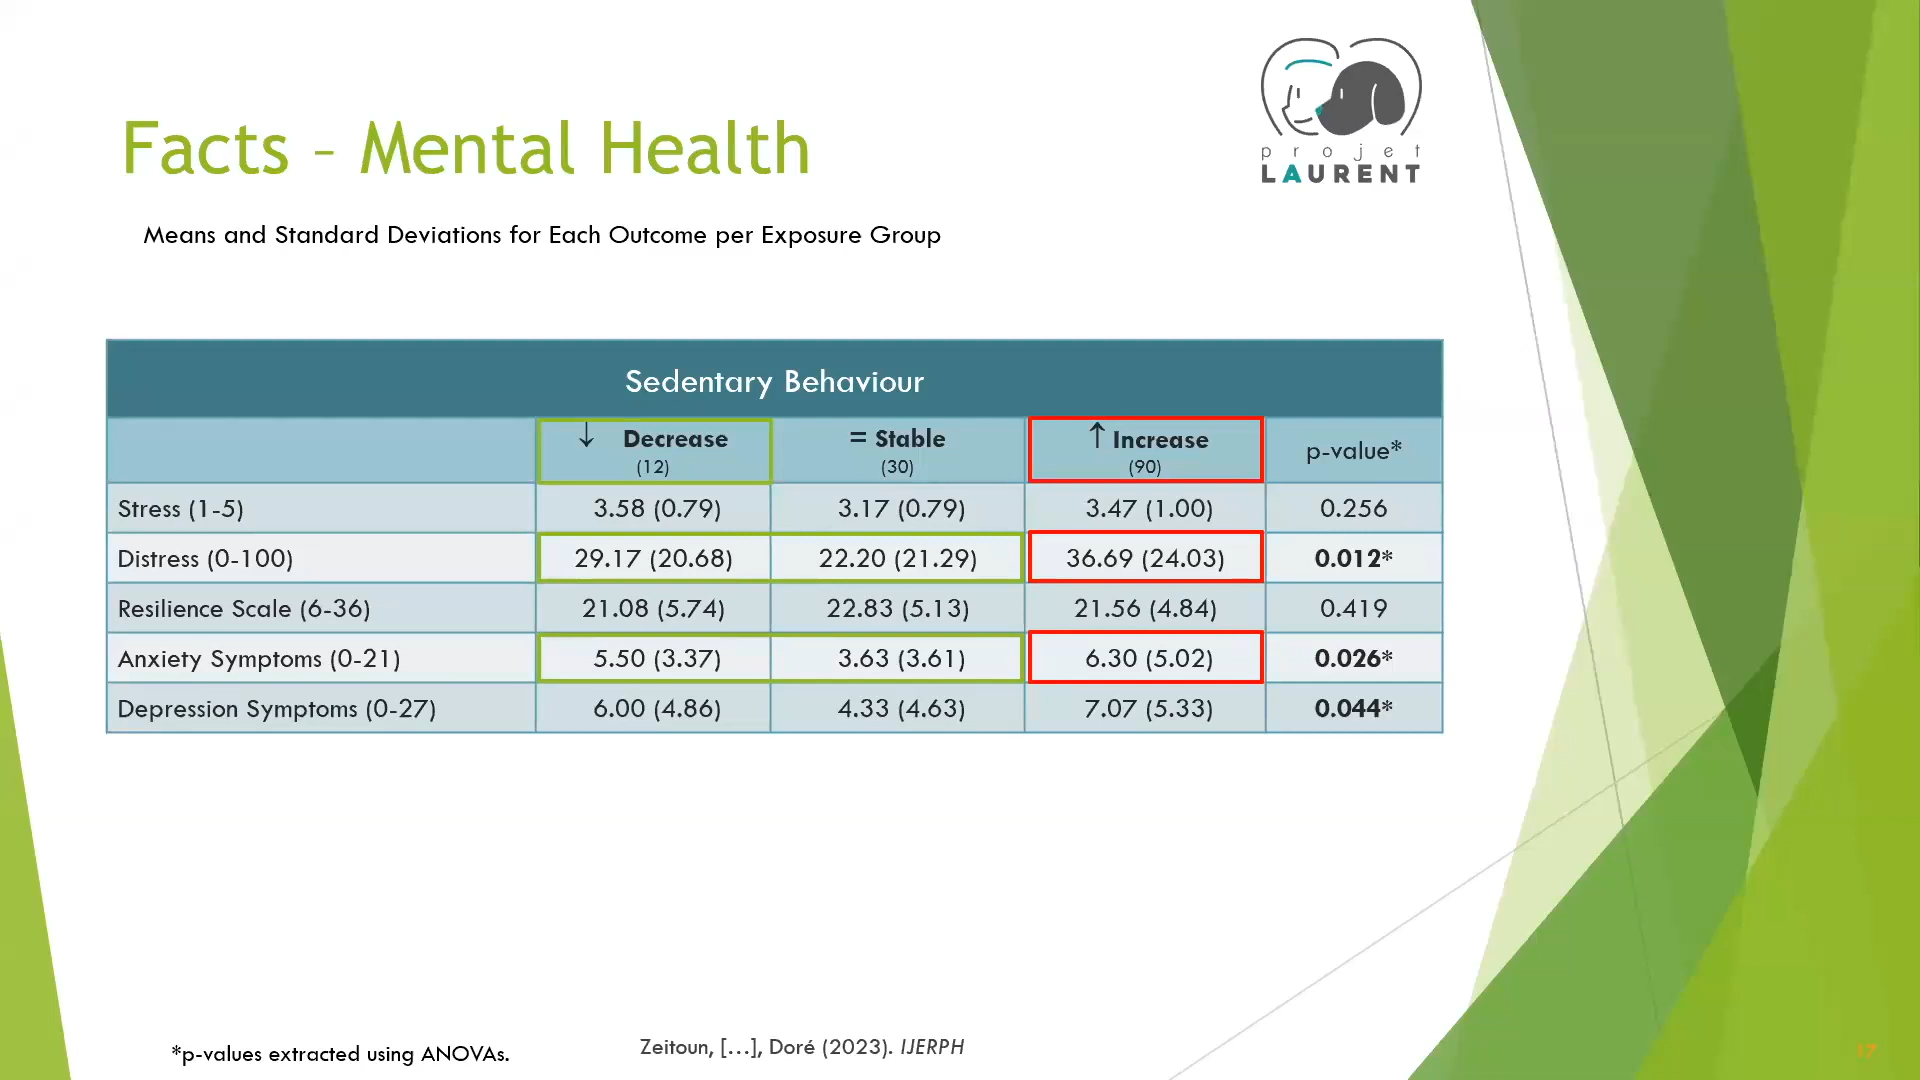 projet
LAURENT
Facts – Mental Health
Means and Standard Deviations for Each Outcome per Exposure Group
Sedentary Behaviour
↓ Decrease = Stable ↑ Increase p-value*
(12) (30) (90)
Stress (1-5) 3.58 (0.79) 3.17 (0.79) 3.47 (1.00) 0.256
Distress (0-100) 29.17 (20.68) 22.20 (21.29) 36.69 (24.03) 0.012*
Resilience Scale (6-36) 21.08 (5.74) 22.83 (5.13) 21.56 (4.84) 0.419
Anxiety Symptoms (0-21) 5.50 (3.37) 3.63 (3.61) 6.30 (5.02) 0.026*
Depression Symptoms (0-27) 6.00 (4.86) 4.33 (4.63) 7.07 (5.33) 0.044*
*p-values extracted using ANOVAs.
Zeitoun, [...], Doré (2023). IJERPH
17